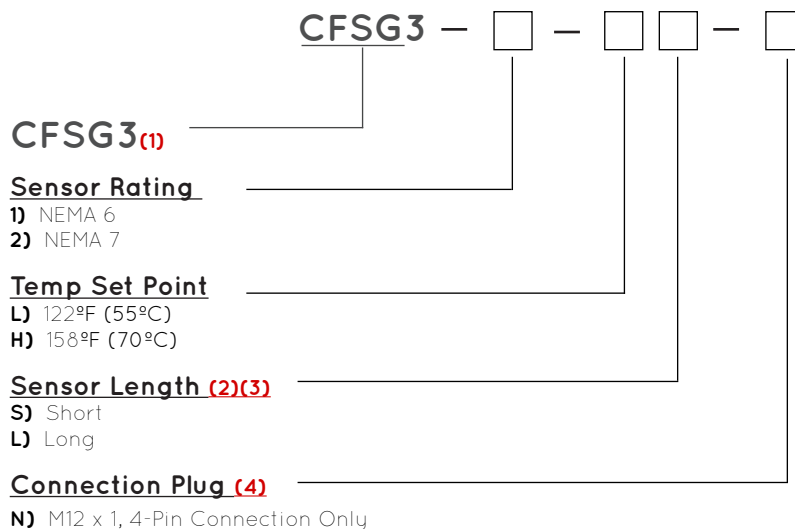 CFSG3 – □ – □ □ – □
CFSG3(1)
Sensor Rating
1) NEMA 6
2) NEMA 7
Temp Set Point
L) 122ºF (55ºC)
H) 158ºF (70ºC)
Sensor Length (2)(3)
S) Short
L) Long
Connection Plug (4)
N) M12 x 1, 4-Pin Connection Only